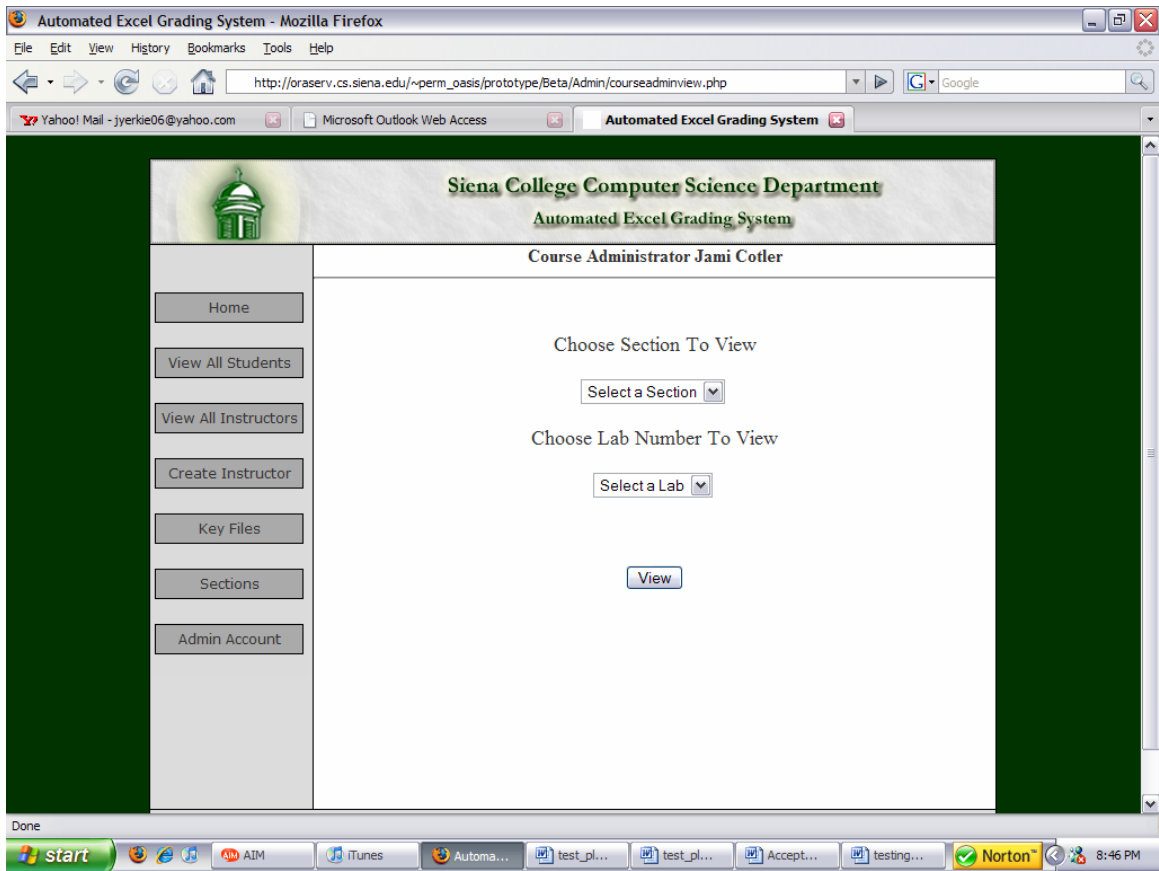 Automated Excel Grading System - Mozilla Firefox
File Edit View History Bookmarks Tools Help
http://oraserv.cs.siena.edu/~perm_oasis/prototype/Beta/Admin/courseadminview.php G Google
Yahoo! Mail - jyerkie06@yahoo.com Microsoft Outlook Web Access Automated Excel Grading System
Siena College Computer Science Department
Automated Excel Grading System
Course Administrator Jami Cotler
Home
View All Students
View All Instructors
Create Instructor
Key Files
Sections
Admin Account
Choose Section To View
Select a Section
Choose Lab Number To View
Select a Lab
View
Done
start AIM AIM iTunes Automa... test_pl... test_pl... Accept... testing... Norton™ 8:46 PM